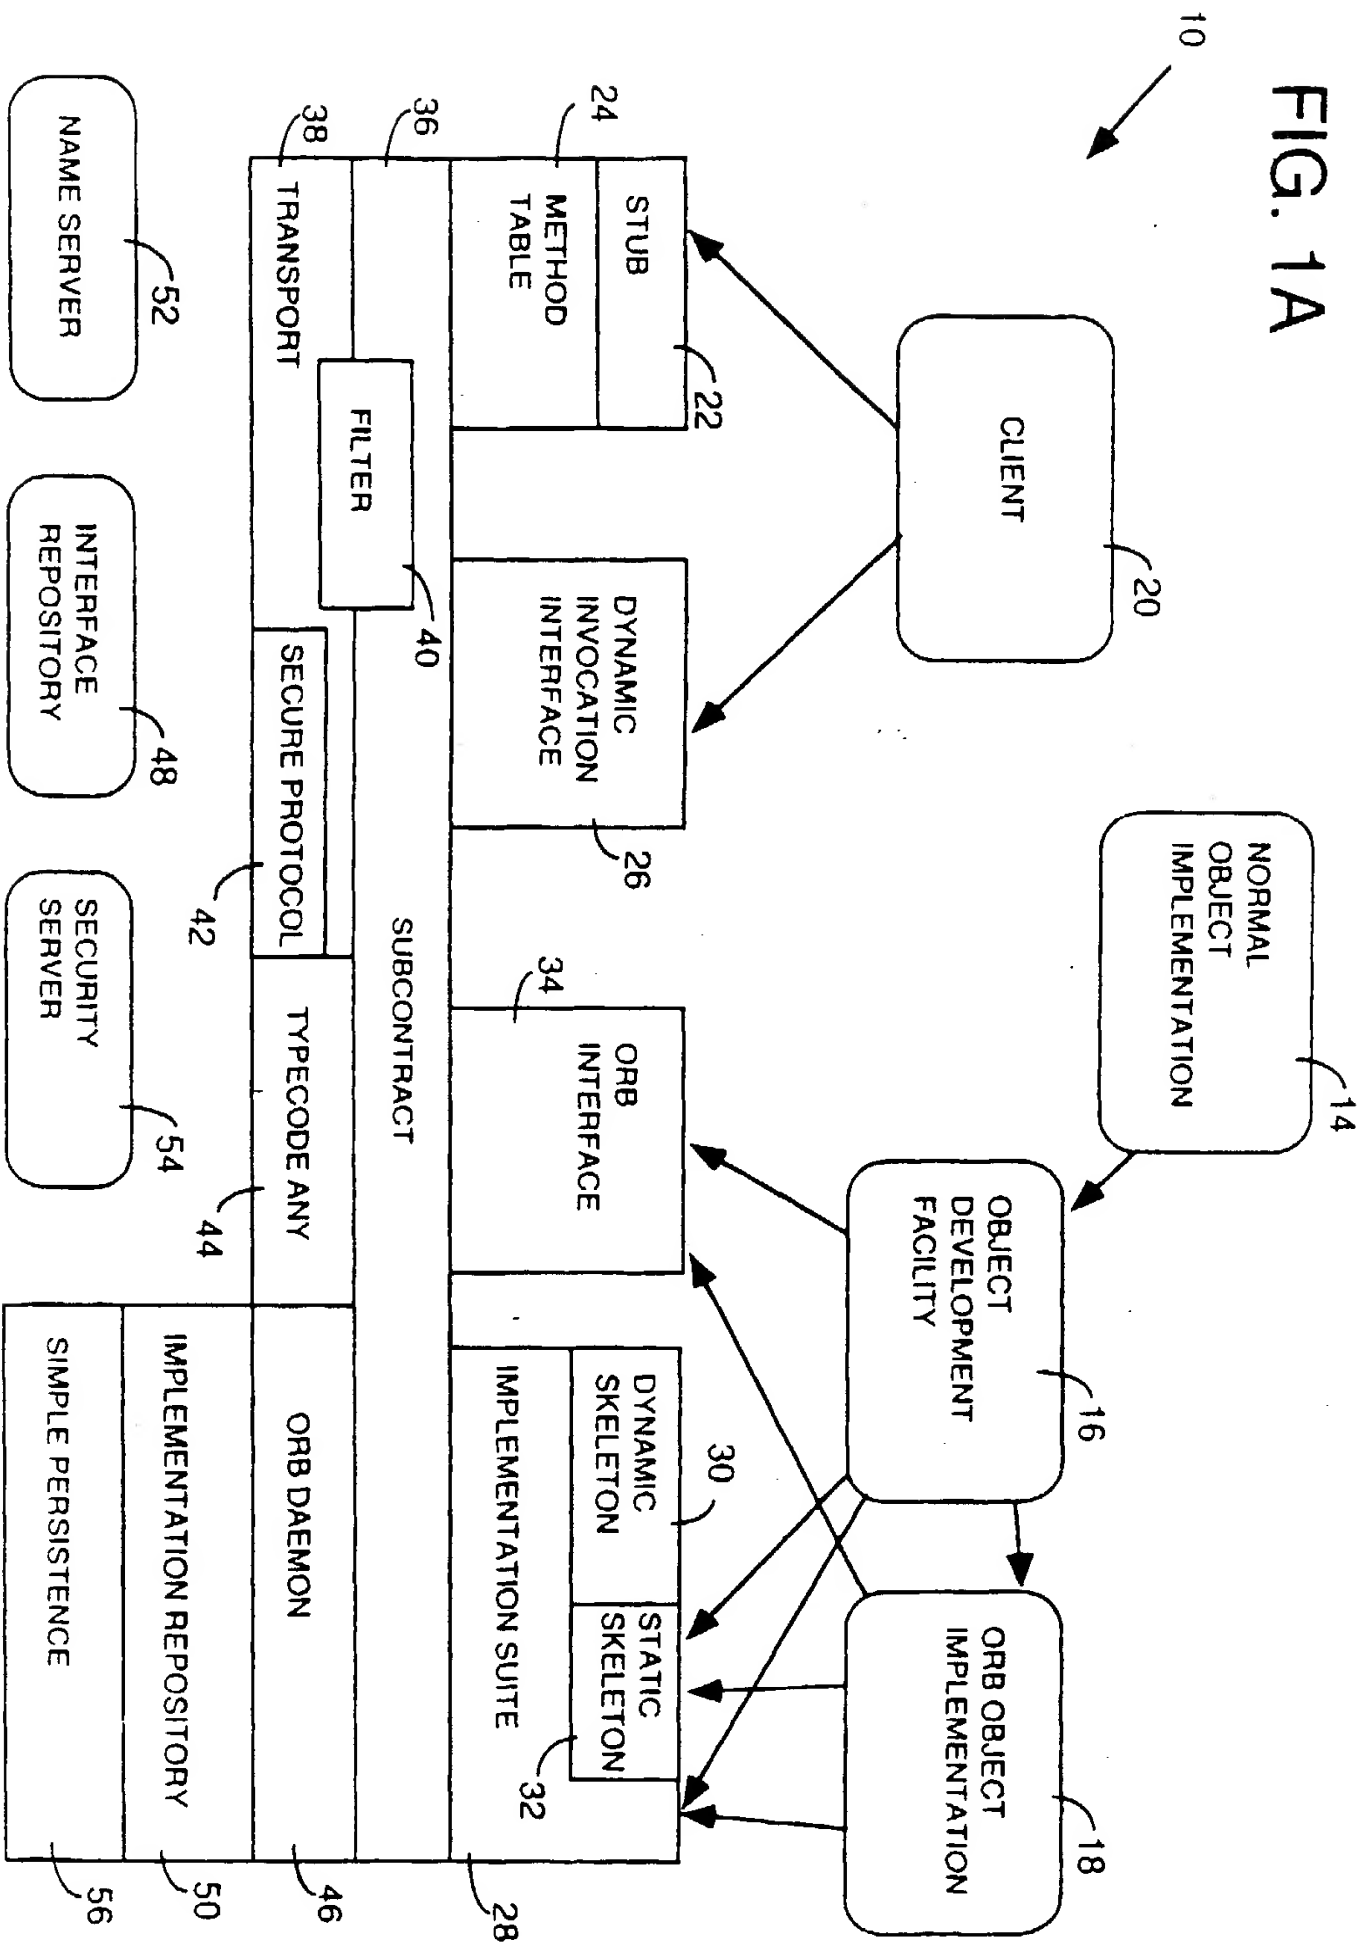 FIG. 1A
10
CLIENT
20
NORMAL
OBJECT
IMPLEMENTATION
14
OBJECT
DEVELOPMENT
FACILITY
16
ORB OBJECT
IMPLEMENTATION
18
STUB
22
METHOD
TABLE
24
DYNAMIC
INVOCATION
INTERFACE
26
ORB
INTERFACE
34
DYNAMIC
SKELETON
30
STATIC
SKELETON
32
IMPLEMENTATION SUITE
28
36
SUBCONTRACT
FILTER
40
38
TRANSPORT
SECURE PROTOCOL
42
TYPECODE ANY
44
ORB DAEMON
46
IMPLEMENTATION REPOSITORY
50
SIMPLE PERSISTENCE
56
NAME SERVER
52
INTERFACE
REPOSITORY
48
SECURITY
SERVER
54